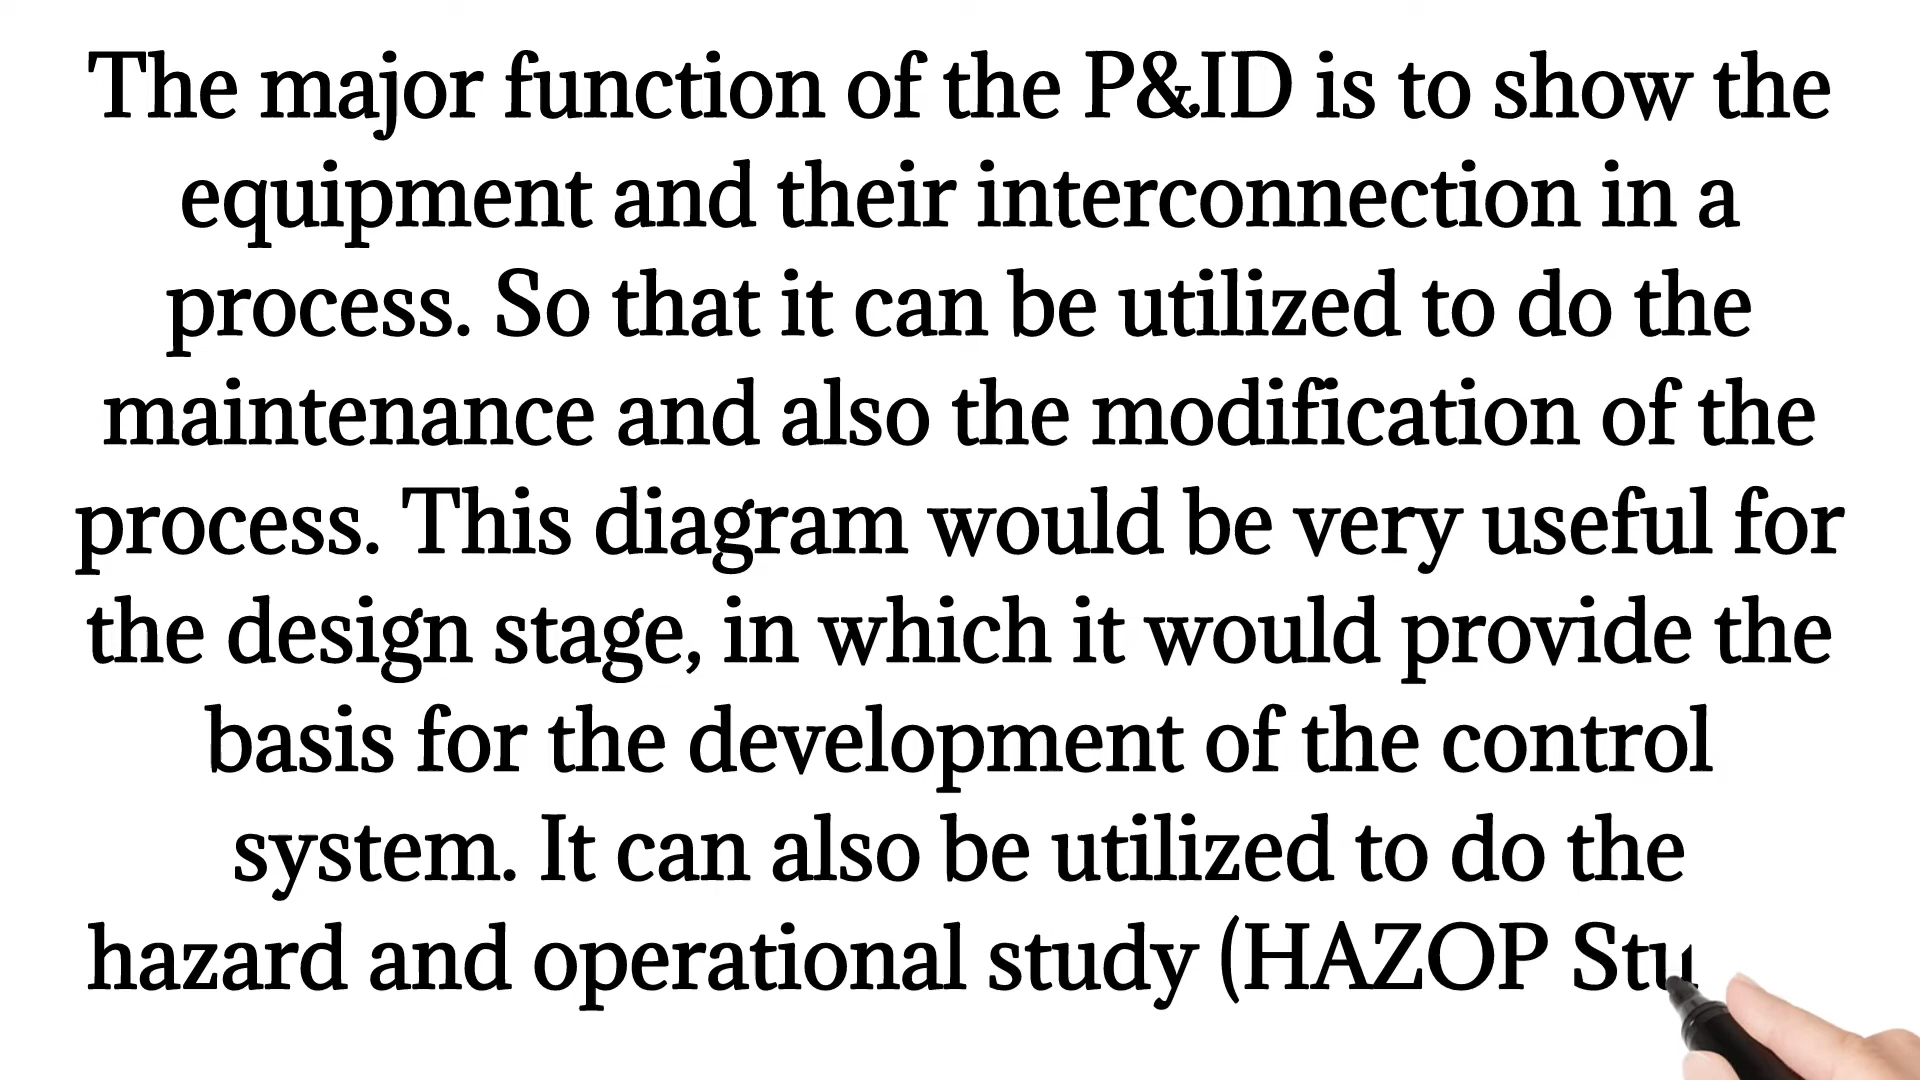 The major function of the P&ID is to show the
equipment and their interconnection in a
process. So that it can be utilized to do the
maintenance and also the modification of the
process. This diagram would be very useful for
the design stage, in which it would provide the
basis for the development of the control
system. It can also be utilized to do the
hazard and operational study (HAZOP Stu